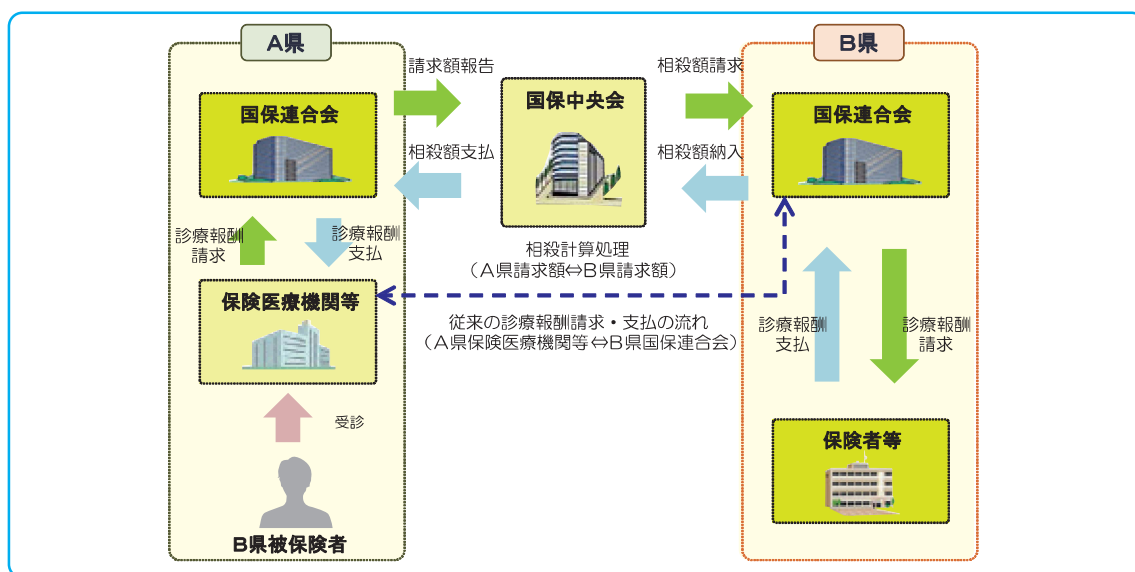 A県
国保連合会
診療報酬
請求
診療報酬
支払
保険医療機関等
受診
B県被保険者
請求額報告
相殺額支払
国保中央会
相殺計算処理
(A県請求額⇔B県請求額)
従来の診療報酬請求・支払の流れ
(A県保険医療機関等⇔B県国保連合会)
相殺額請求
相殺額納入
B県
国保連合会
診療報酬
支払
診療報酬
請求
保険者等